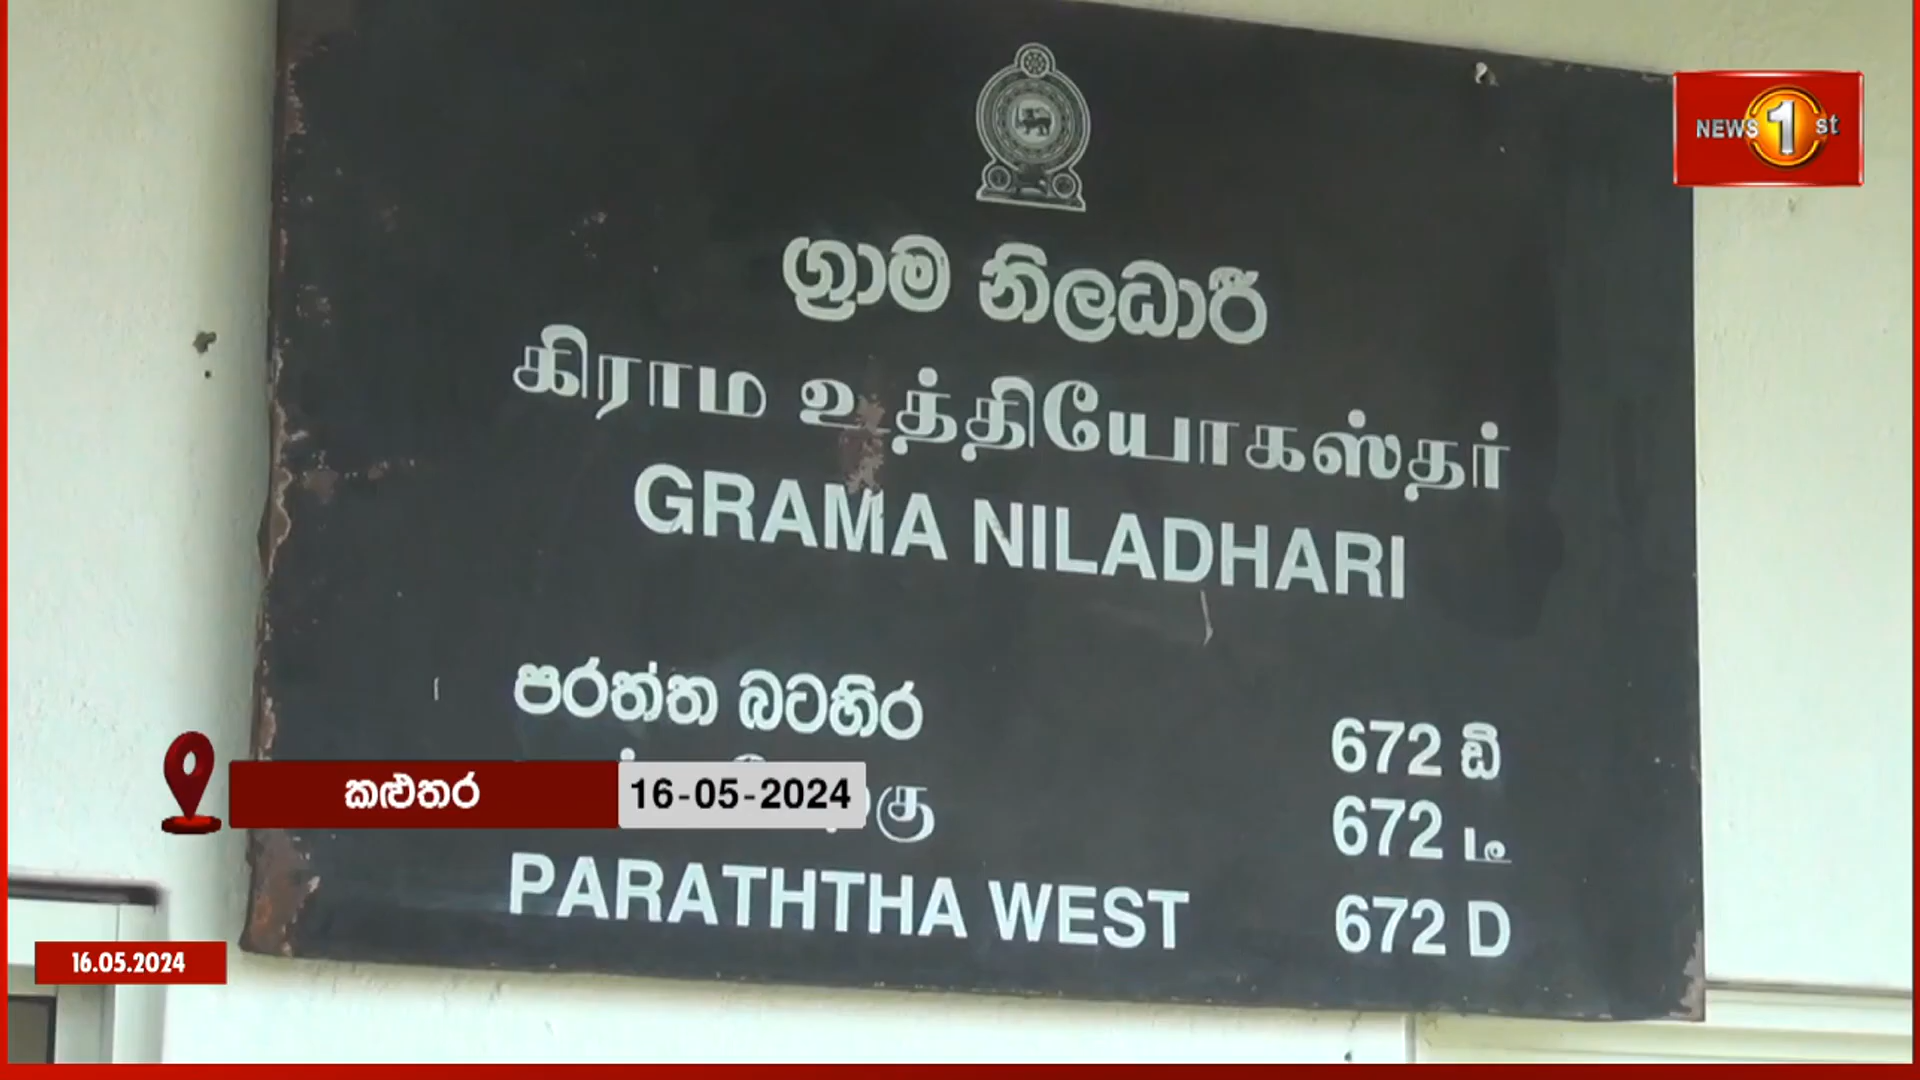 NEWS 1st
ග්‍රාම නිලධාරී
கிராம உத்தியோகஸ்தர்
GRAMA NILADHARI
පරත්ත බටහිර 672 ඩී
672 டீ
PARATHTHA WEST 672 D
කළුතර 16-05-2024
16.05.2024